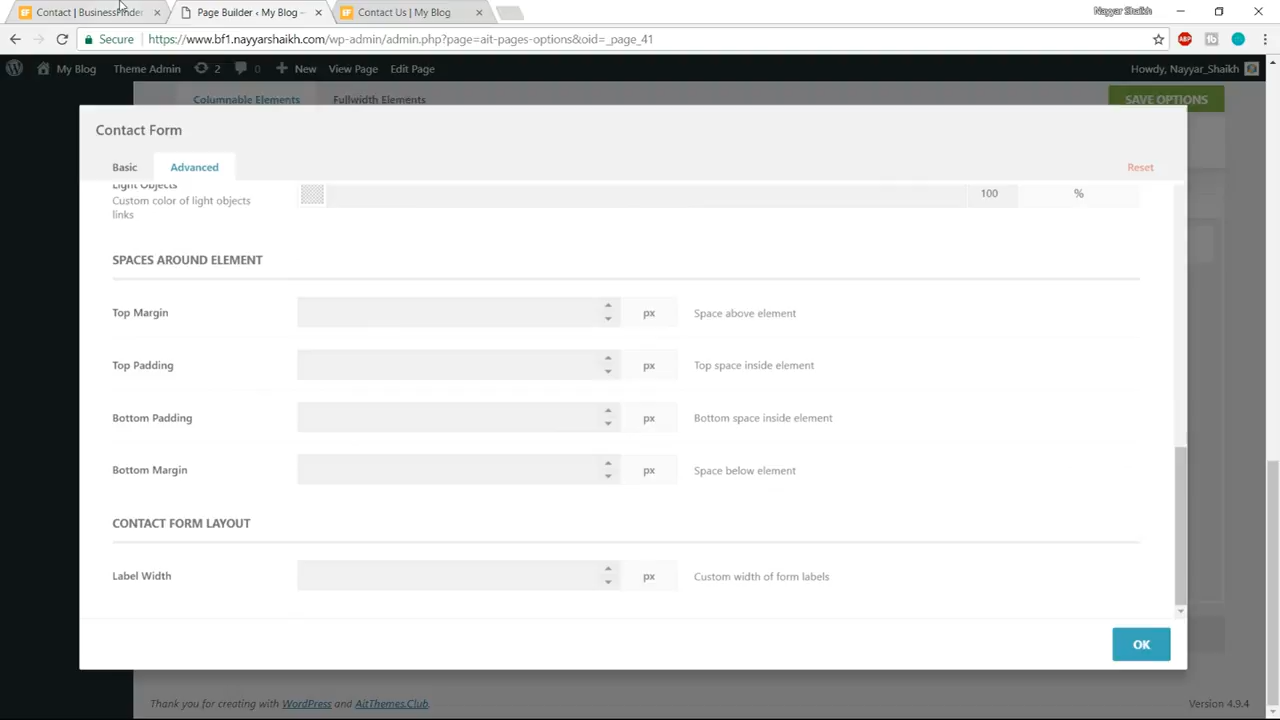 Contact | BusinessFinder
Page Builder ‹ My Blog –
Contact Us | My Blog
Nayyar Shaikh
Secure
https://www.bf1.nayyarshaikh.com/wp-admin/admin.php?page=ait-pages-options&oid=_page_41
ABP
My Blog
Theme Admin
2
0
New
View Page
Edit Page
Howdy, Nayyar_Shaikh
Columnable Elements
Fullwidth Elements
SAVE OPTIONS
Contact Form
Basic
Advanced
Reset
Light Objects
Custom color of light objects
links
100
%
SPACES AROUND ELEMENT
Top Margin
px
Space above element
Top Padding
px
Top space inside element
Bottom Padding
px
Bottom space inside element
Bottom Margin
px
Space below element
CONTACT FORM LAYOUT
Label Width
px
Custom width of form labels
OK
Thank you for creating with WordPress and AitThemes.Club.
Version 4.9.4